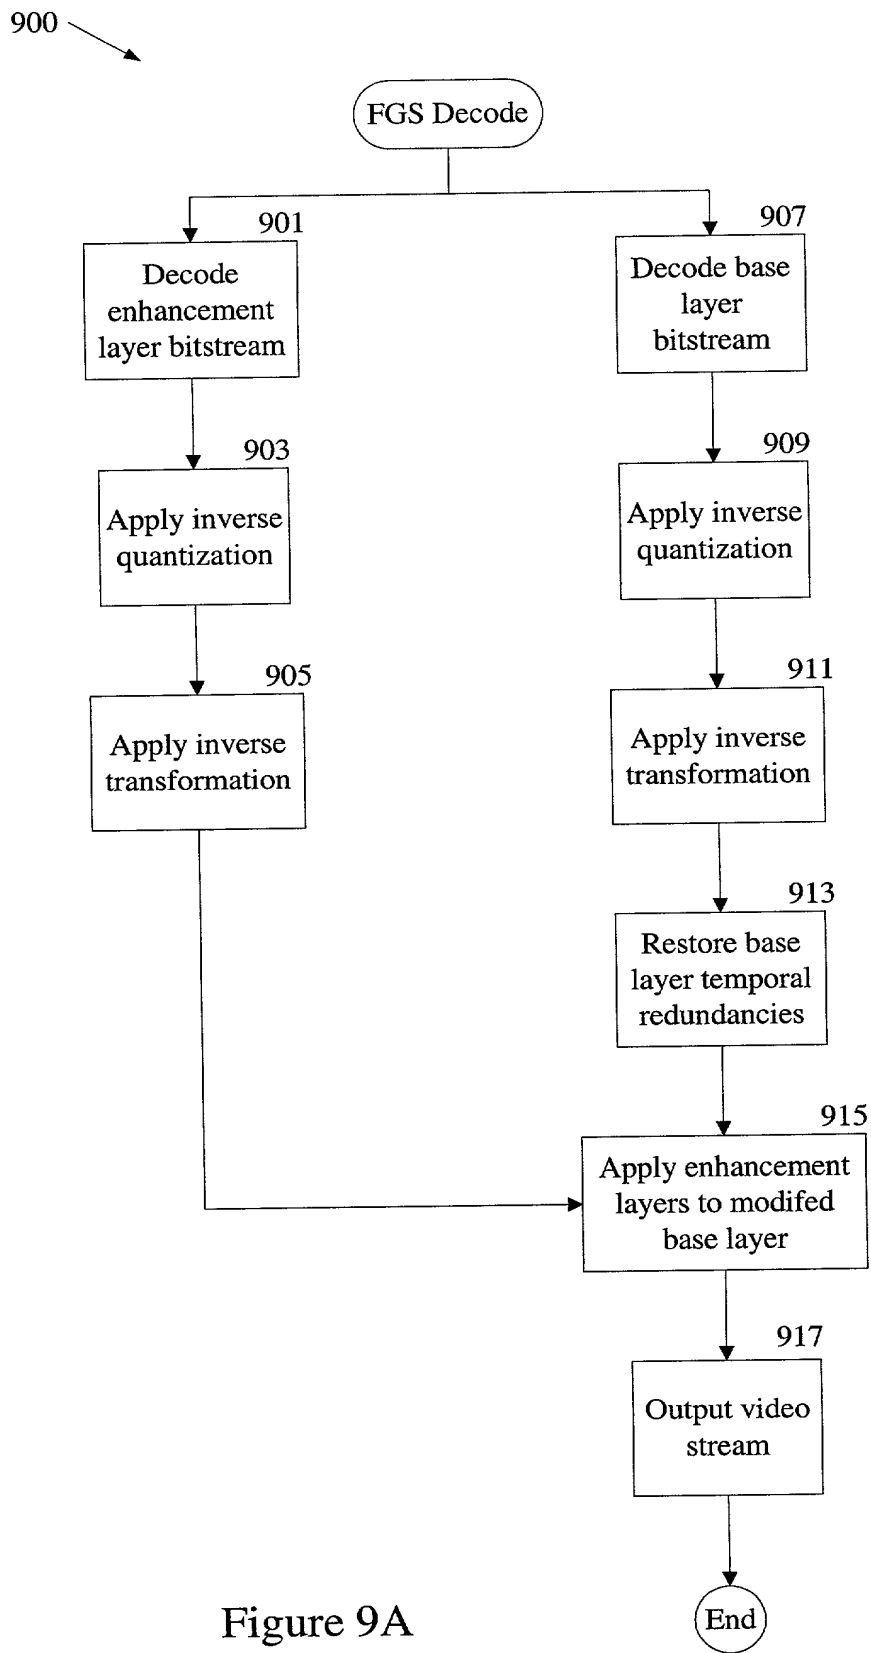 900
FGS Decode
901
Decode
enhancement
layer bitstream
903
Apply inverse
quantization
905
Apply inverse
transformation
907
Decode base
layer
bitstream
909
Apply inverse
quantization
911
Apply inverse
transformation
913
Restore base
layer temporal
redundancies
915
Apply enhancement
layers to modifed
base layer
917
Output video
stream
End
Figure 9A